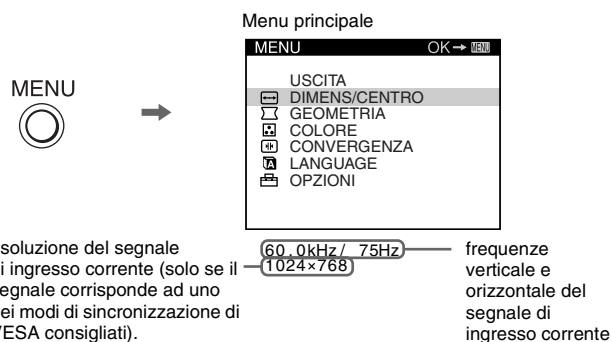 Menu principale
MENU
MENU OK→ MENU
USCITA
DIMENS/CENTRO
GEOMETRIA
COLORE
CONVERGENZA
LANGUAGE
OPZIONI
60.0kHz/ 75Hz
1024×768
soluzione del segnale
i ingresso corrente (solo se il
egnale corrisponde ad uno
ei modi di sincronizzazione di
ESA consigliati).
frequenze
verticale e
orizzontale del
segnale di
ingresso corrente